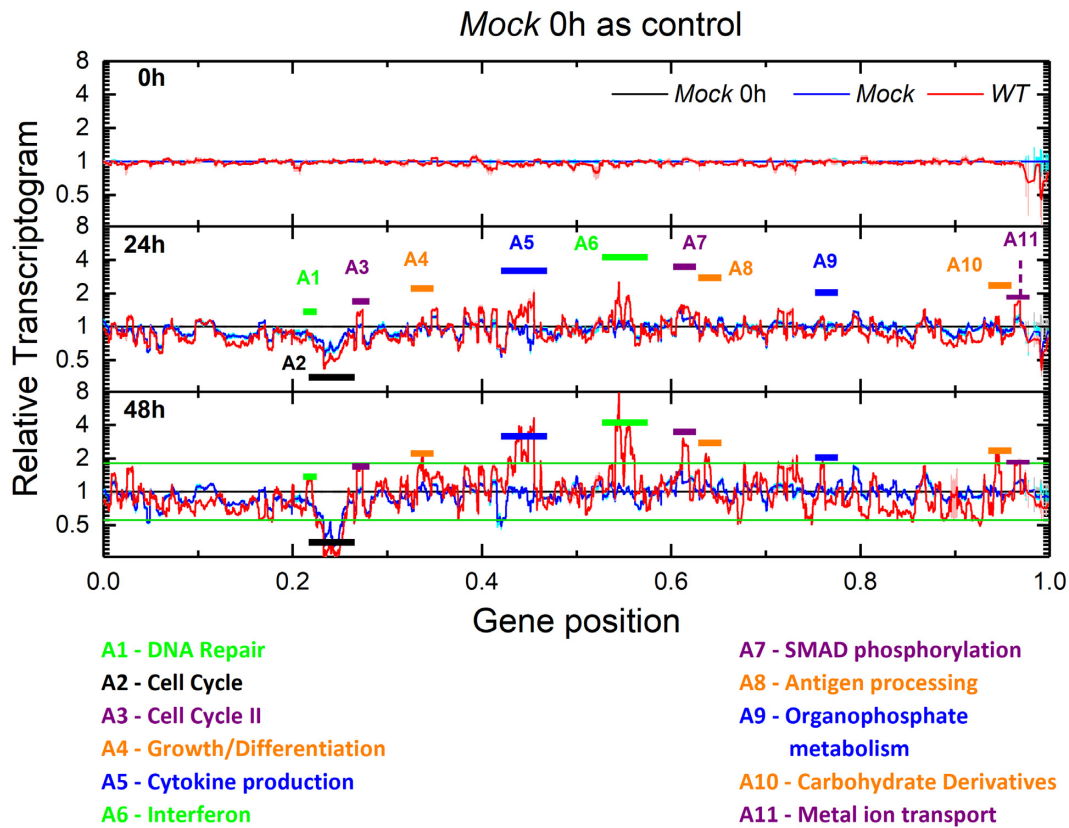 Mock 0h as control
Relative Transcriptogram
8
0h
Mock 0h Mock WT
4
2
1
0.5
8
24h
A1 A3 A4 A5 A6 A7 A8 A9 A10 A11
4
2
1
0.5
A2
8
48h
4
2
1
0.5
0.0 0.2 0.4 0.6 0.8 1.0
Gene position
A1 - DNA Repair
A2 - Cell Cycle
A3 - Cell Cycle II
A4 - Growth/Differentiation
A5 - Cytokine production
A6 - Interferon
A7 - SMAD phosphorylation
A8 - Antigen processing
A9 - Organophosphate
metabolism
A10 - Carbohydrate Derivatives
A11 - Metal ion transport